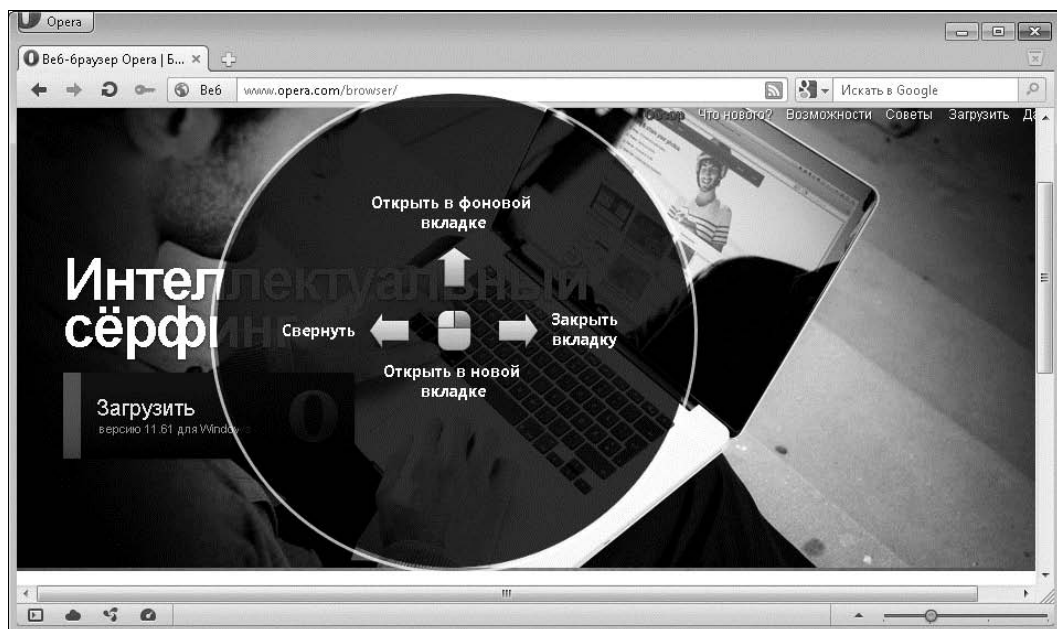 Opera
Веб-браузер Opera | Б...
Веб
www.opera.com/browser/
Искать в Google
Обзор Что нового? Возможности Советы Загрузить
Открыть в фоновой
вкладке
Интеллектуальный
сёрфинг
Свернуть
Закрыть
вкладку
Открыть в новой
вкладке
Загрузить
версию 11.61 для Windows